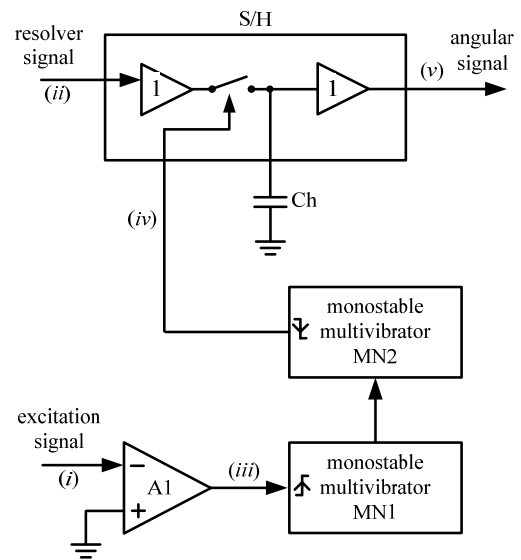 S/H
resolver
signal
(ii)
1
1
angular
signal
(v)
(iv)
Ch
monostable
multivibrator
MN2
excitation
signal
(i)
−
+
A1
(iii)
monostable
multivibrator
MN1